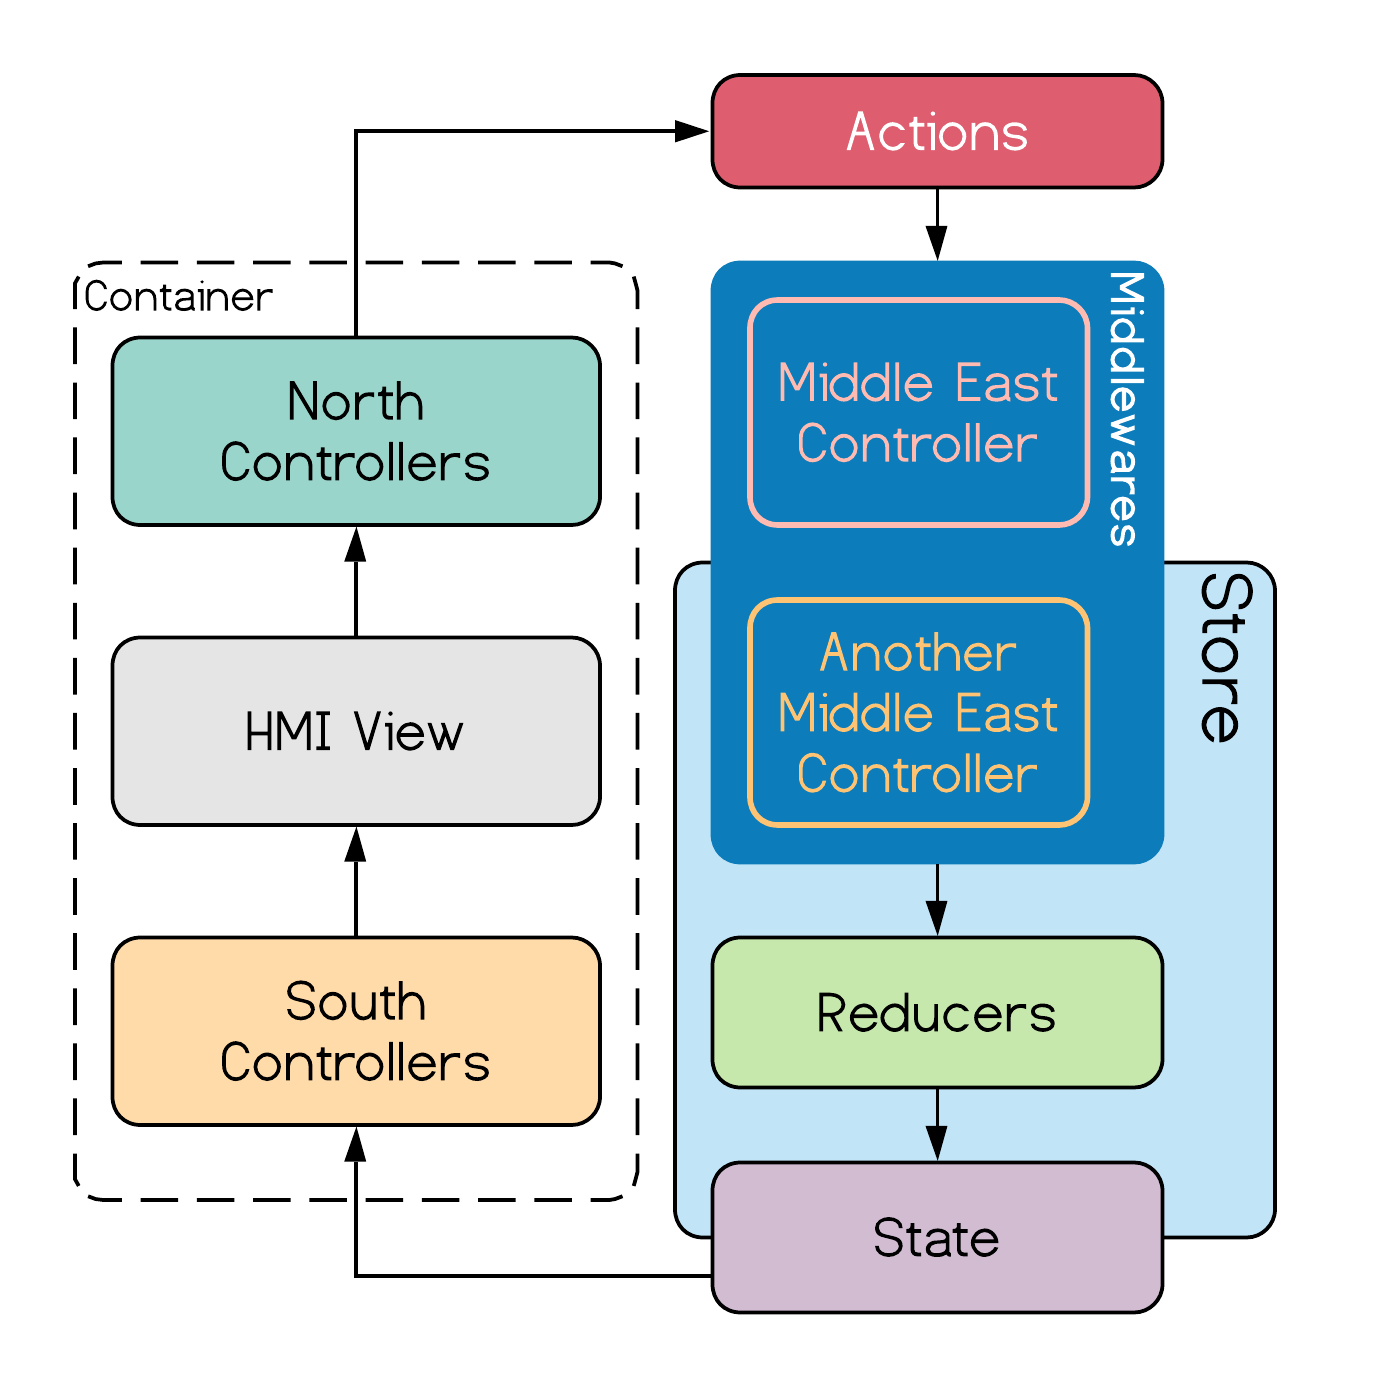 Actions
Container
Middlewares
North
Controllers
Middle East
Controller
Store
HMI View
Another
Middle East
Controller
South
Controllers
Reducers
State